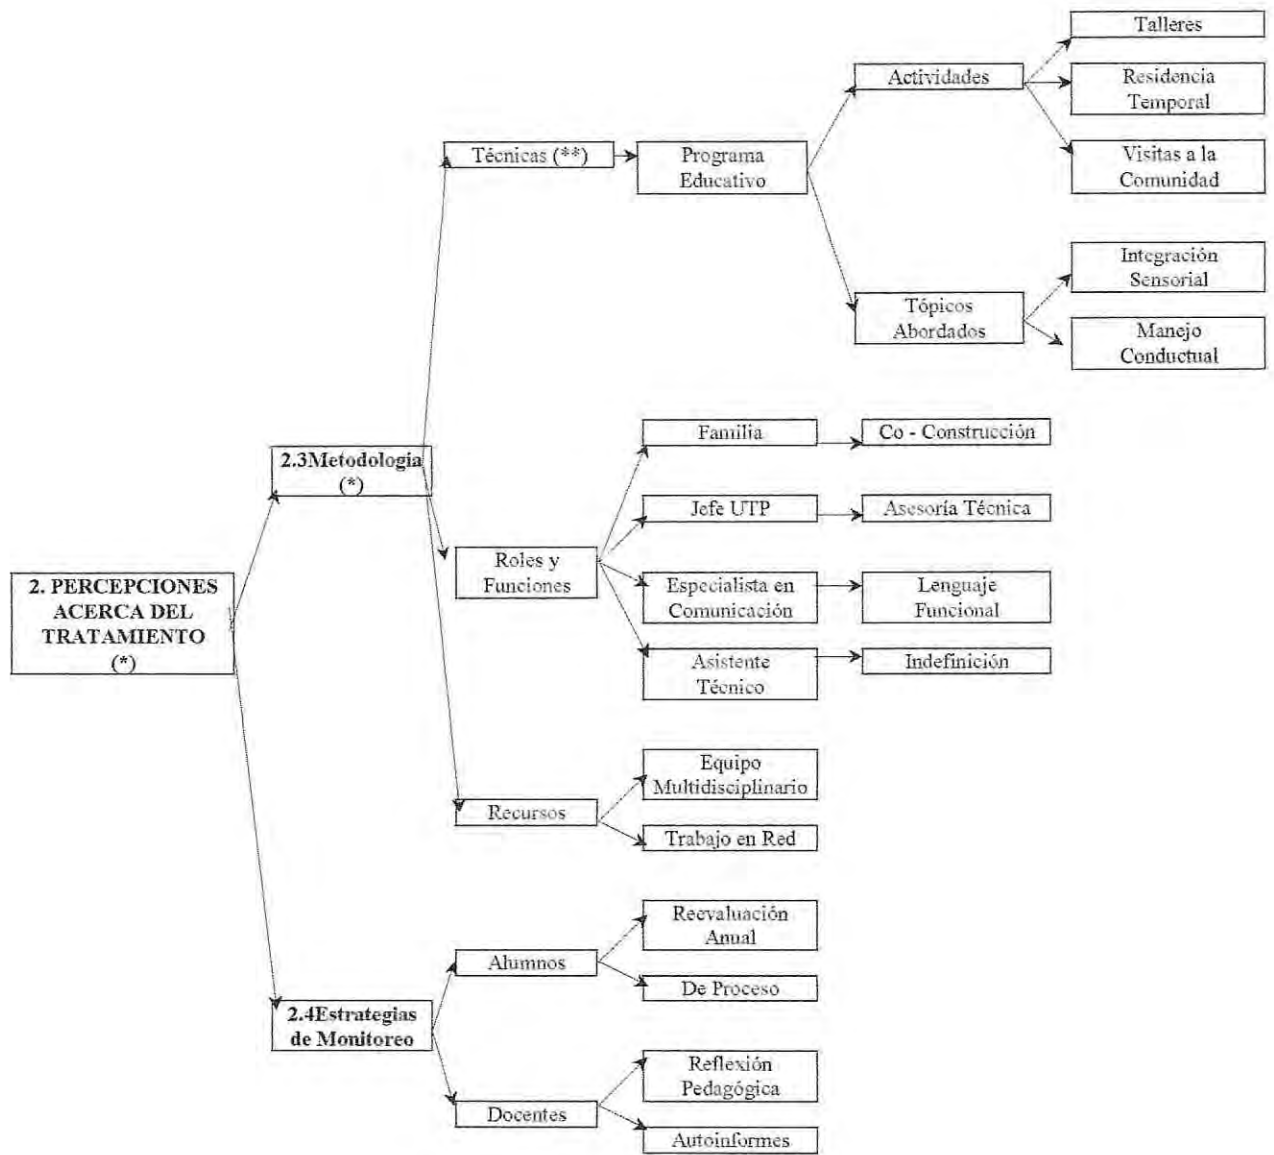 Talleres
Actividades
Residencia
Temporal
Técnicas (**)
Programa
Educativo
Visitas a la
Comunidad
Integración
Sensorial
Tópicos
Abordados
Manejo
Conductual
Familia
Co - Construcción
2.3Metodología
(*)
Jefe UTP
Asesoría Técnica
Roles y
Funciones
Especialista en
Comunicación
Lenguaje
Funcional
2. PERCEPCIONES
ACERCA DEL
TRATAMIENTO
(*)
Asistente
Técnico
Indefinición
Equipo
Multidisciplinario
Recursos
Trabajo en Red
Reevaluación
Anual
Alumnos
De Proceso
2.4Estrategias
de Monitoreo
Reflexión
Pedagógica
Docentes
Autoinformes